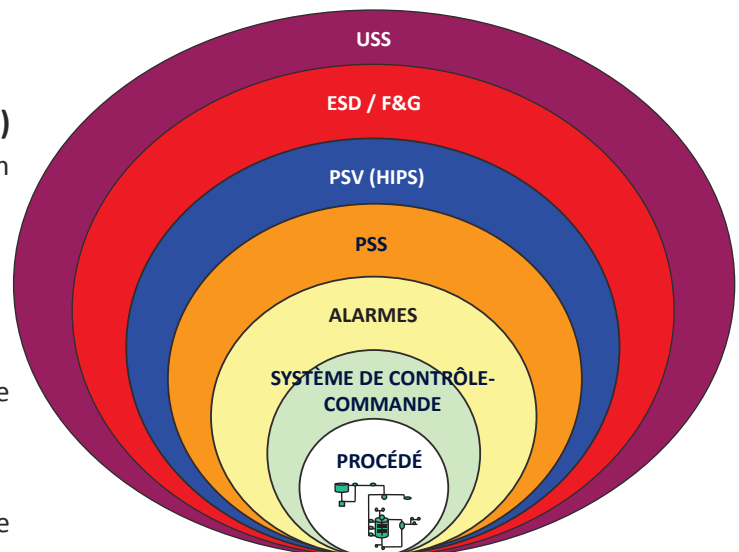 USS
ESD / F&G
)
n
PSV (HIPS)
PSS
ALARMES
SYSTÈME DE CONTRÔLE-
COMMANDE
e
PROCÉDÉ
e